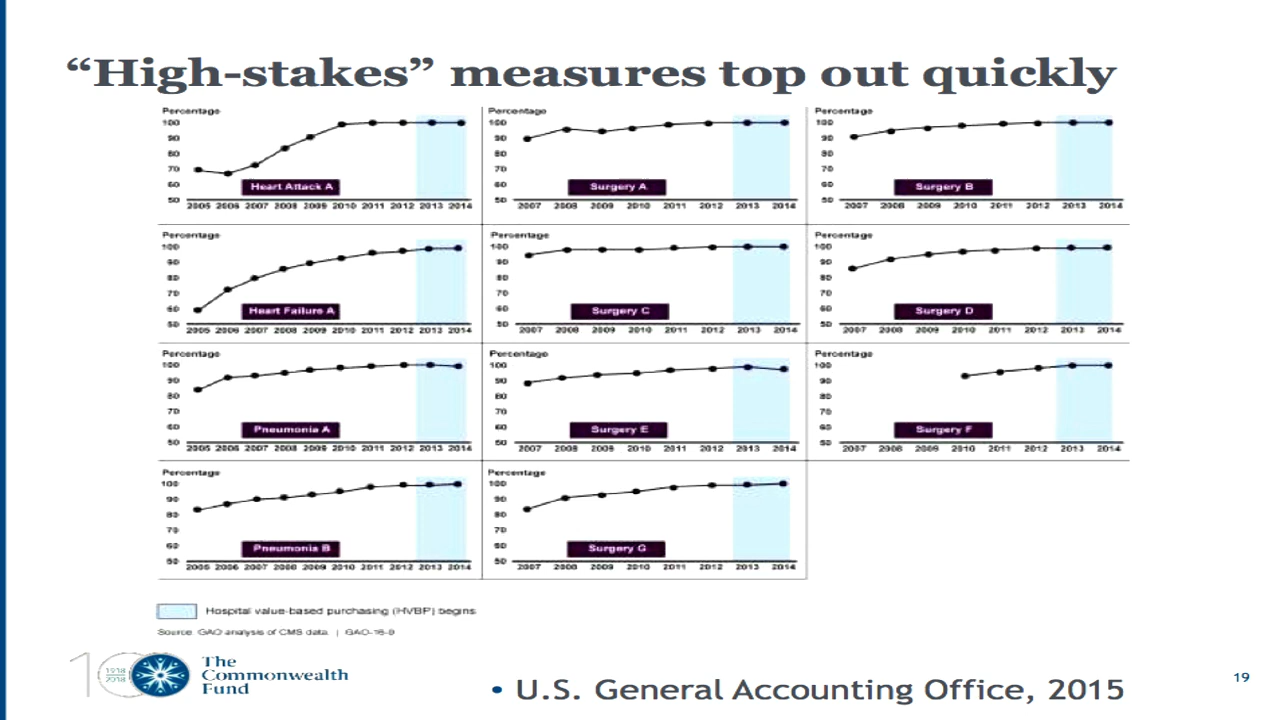 “High-stakes” measures top out quickly
Percentage
100
90
80
70
60
50
Heart Attack A
2005 2006 2007 2008 2009 2010 2011 2012 2013 2014
Percentage
100
90
80
70
60
50
Surgery A
2007 2008 2009 2010 2011 2012 2013 2014
Percentage
100
90
80
70
60
50
Surgery B
2007 2008 2009 2010 2011 2012 2013 2014
Percentage
100
90
80
70
60
50
Heart Failure A
2005 2006 2007 2008 2009 2010 2011 2012 2013 2014
Percentage
100
90
80
70
60
50
Surgery C
2007 2008 2009 2010 2011 2012 2013 2014
Percentage
100
90
80
70
60
50
Surgery D
2007 2008 2009 2010 2011 2012 2013 2014
Percentage
100
90
80
70
60
50
Pneumonia A
2005 2006 2007 2008 2009 2010 2011 2012 2013 2014
Percentage
100
90
80
70
60
50
Surgery E
2007 2008 2009 2010 2011 2012 2013 2014
Percentage
100
90
80
70
60
50
Surgery F
2007 2008 2009 2010 2011 2012 2013 2014
Percentage
100
90
80
70
60
50
Pneumonia B
2005 2006 2007 2008 2009 2010 2011 2012 2013 2014
Percentage
100
90
80
70
60
50
Surgery G
2007 2008 2009 2010 2011 2012 2013 2014
Hospital value-based purchasing (HVBP) begins
Source: GAO analysis of CMS data. | GAO-16-9
100
1918
2018
The
Commonwealth
Fund
• U.S. General Accounting Office, 2015
19